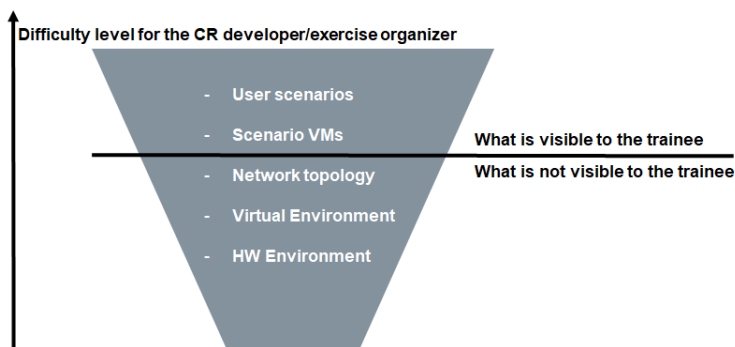 Difficulty level for the CR developer/exercise organizer
- User scenarios
- Scenario VMs
What is visible to the trainee
What is not visible to the trainee
- Network topology
- Virtual Environment
- HW Environment